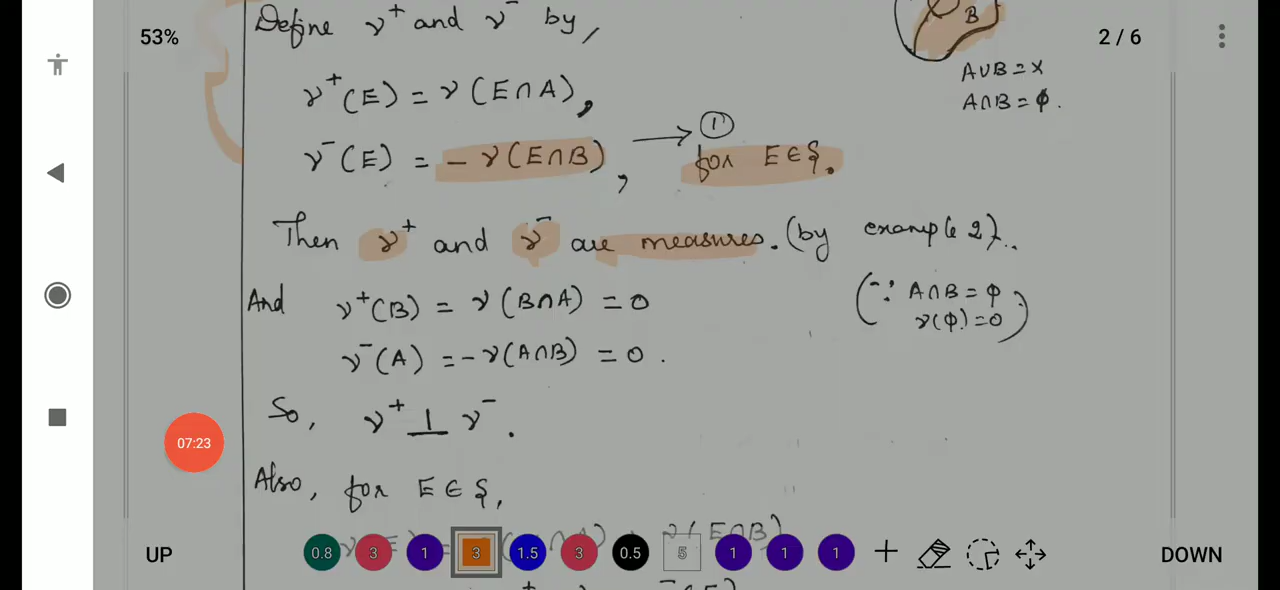 Define ν⁺ and ν⁻ by,
53%
2 / 6
B
A∪B = X
A∩B = ϕ.
ν⁺(E) = ν(E∩A),
ν⁻(E) = - ν(E∩B), → ① for E∈S.
Then ν⁺ and ν⁻ are measures. (by example 2)..
And ν⁺(B) = ν(B∩A) = 0
(∵ A∩B = ϕ
ν(ϕ) = 0)
ν⁻(A) = -ν(A∩B) = 0.
So, ν⁺ ⊥ ν⁻.
07:23
Also, for E∈S,
ν(E∩B)
UP
0.8 3 1 3 1.5 3 0.5 5 1 1 1
DOWN